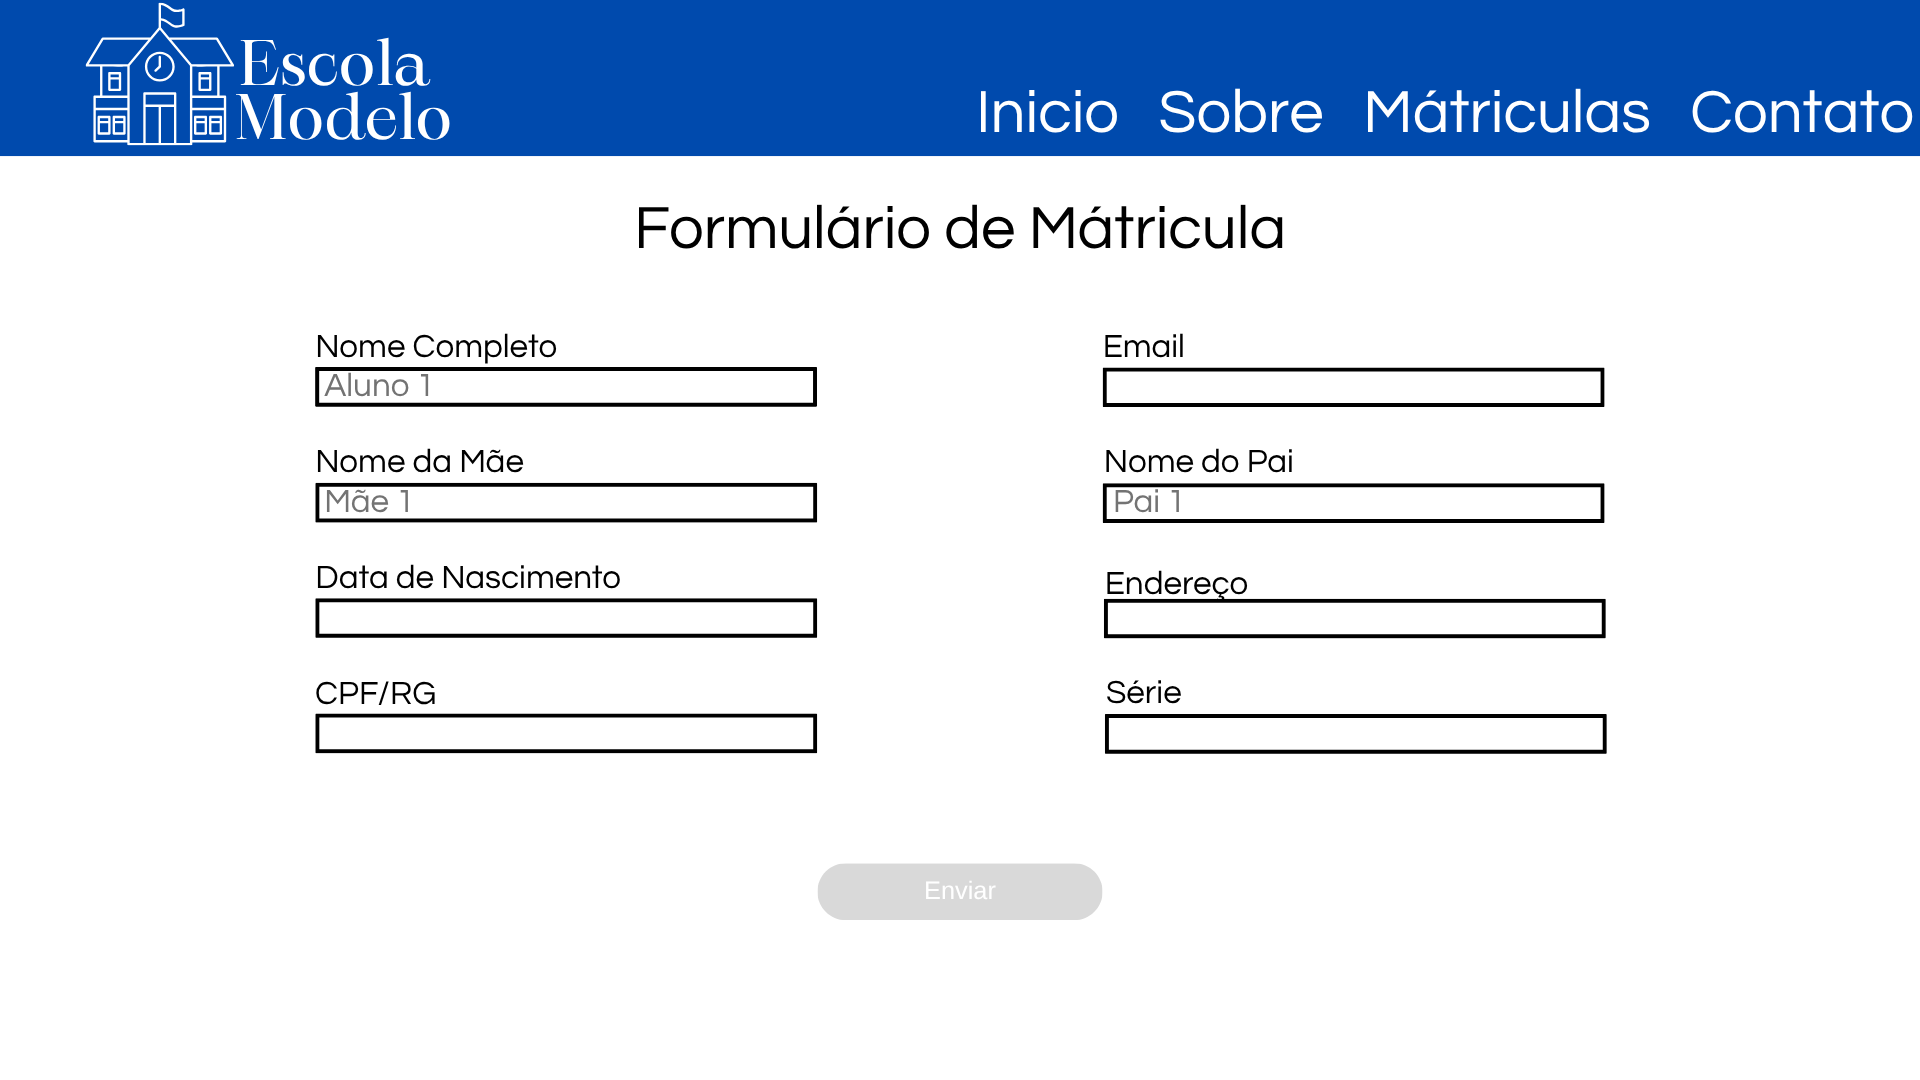 Escola
Modelo
Inicio Sobre Mátriculas Contato
Formulário de Mátricula
Nome Completo
Aluno 1
Email
Nome da Mãe
Mãe 1
Nome do Pai
Pai 1
Data de Nascimento
Endereço
CPF/RG
Série
Enviar